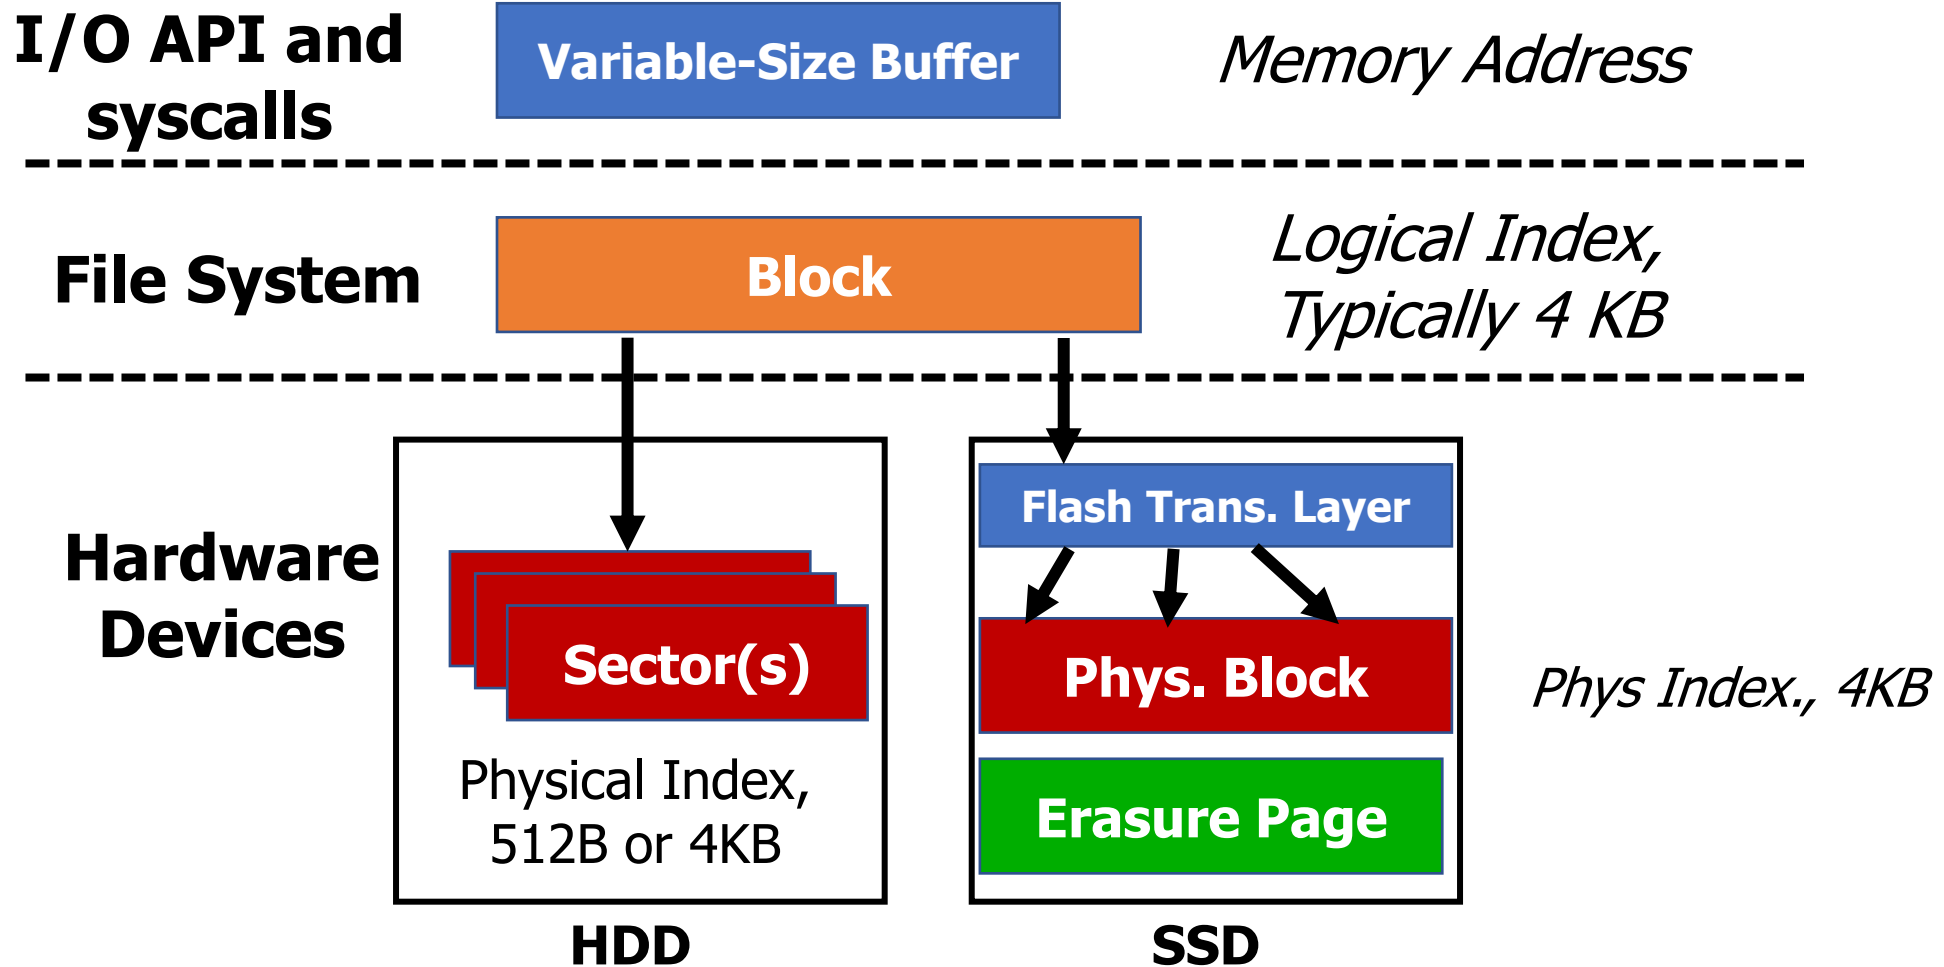 I/O API and
syscalls
Variable-Size Buffer
Memory Address
File System
Block
Logical Index,
Typically 4 KB
Hardware
Devices
Sector(s)
Physical Index,
512B or 4KB
HDD
Flash Trans. Layer
Phys. Block
Erasure Page
SSD
Phys Index., 4KB